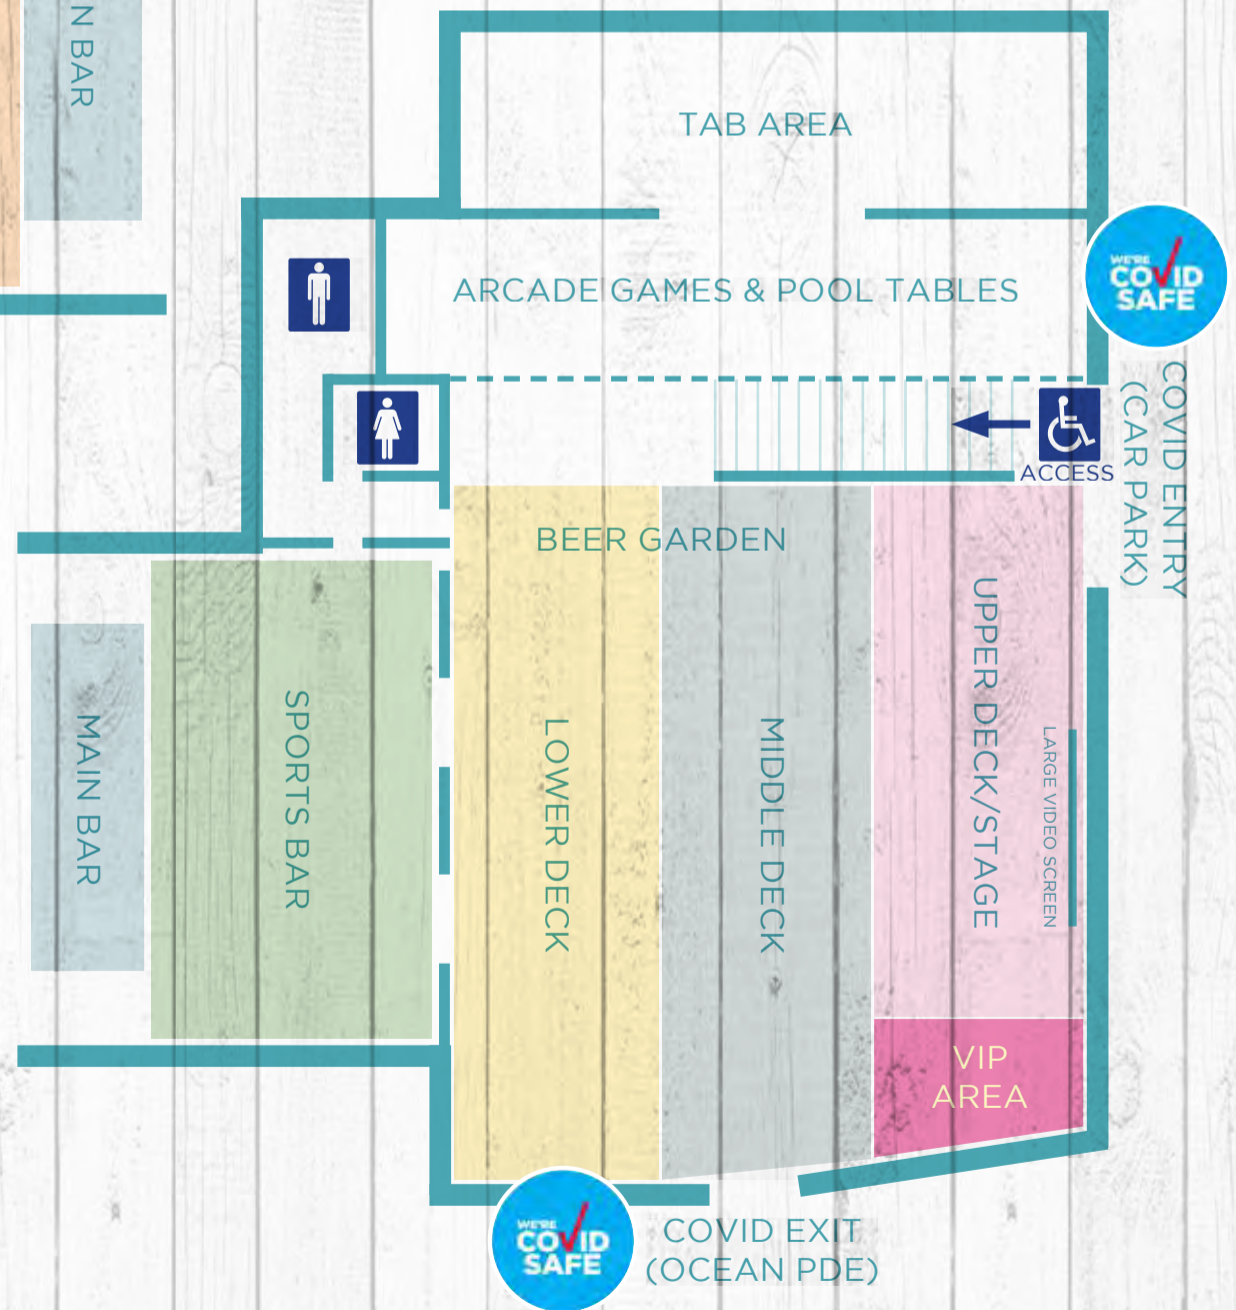 N BAR
TAB AREA
ARCADE GAMES & POOL TABLES
WE'RE
COVID
SAFE
COVID ENTRY
(CAR PARK)
ACCESS
BEER GARDEN
MAIN BAR
SPORTS BAR
LOWER DECK
MIDDLE DECK
UPPER DECK/STAGE
LARGE VIDEO SCREEN
VIP
AREA
WE'RE
COVID
SAFE
COVID EXIT
(OCEAN PDE)